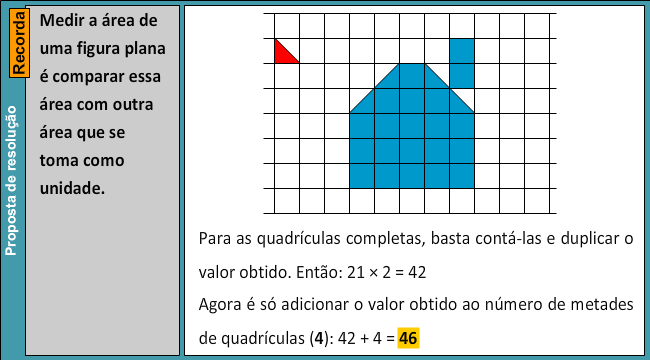 Proposta de resolução
Recorda
Medir a área de
uma figura plana
é comparar essa
área com outra
área que se
toma como
unidade.
Para as quadrículas completas, basta contá-las e duplicar o
valor obtido. Então: 21 × 2 = 42
Agora é só adicionar o valor obtido ao número de metades
de quadrículas (4): 42 + 4 = 46